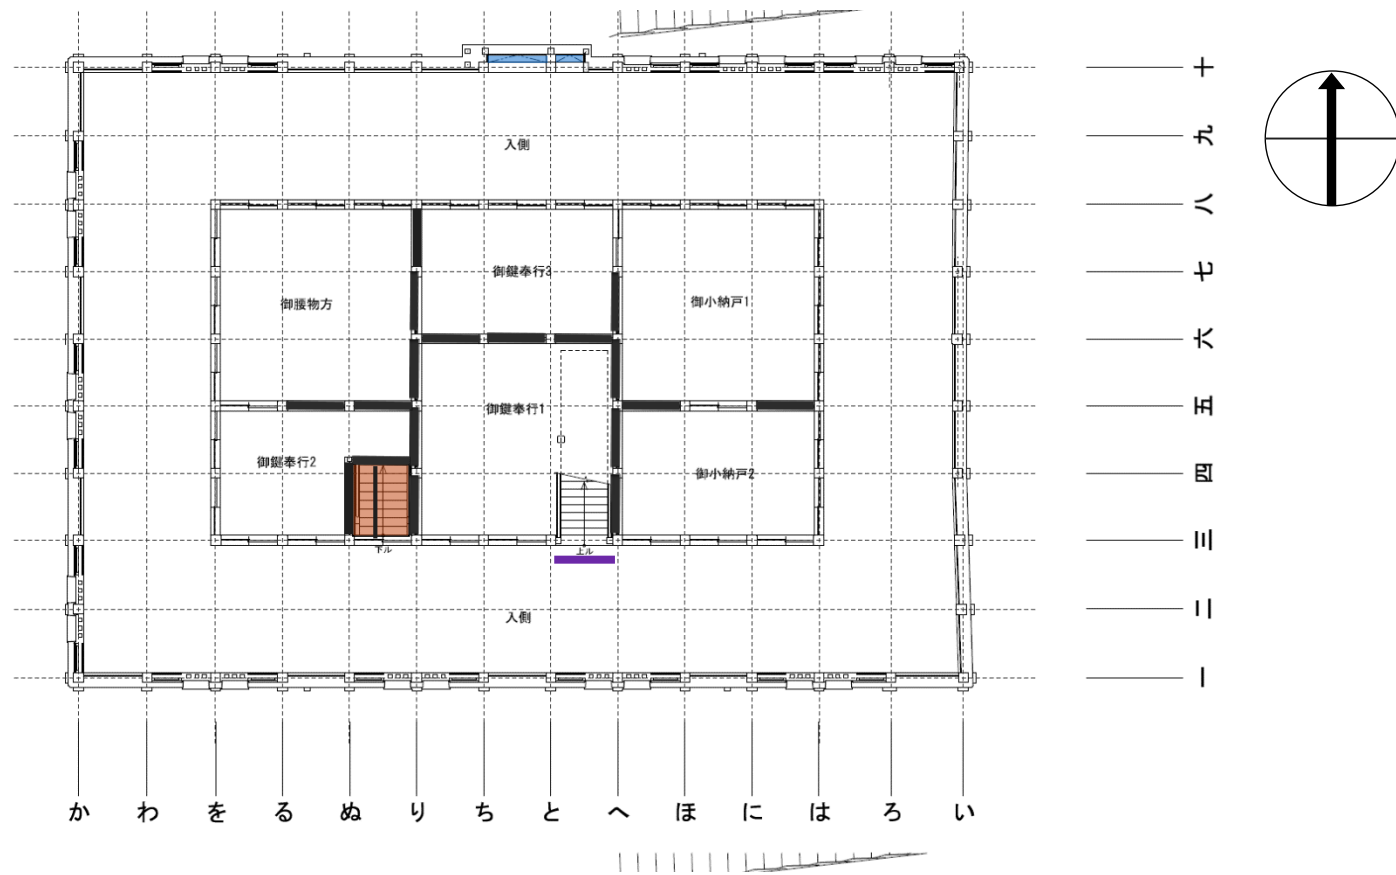 十
九
入側
八
七
御鍵奉行3
御腰物方
御小納戸1
六
五
御鍵奉行1
御鍵奉行2
御小納戸2
四
三
下ル
上ル
二
入側
一
か わ を る ぬ り ち と へ ほ に は ろ い